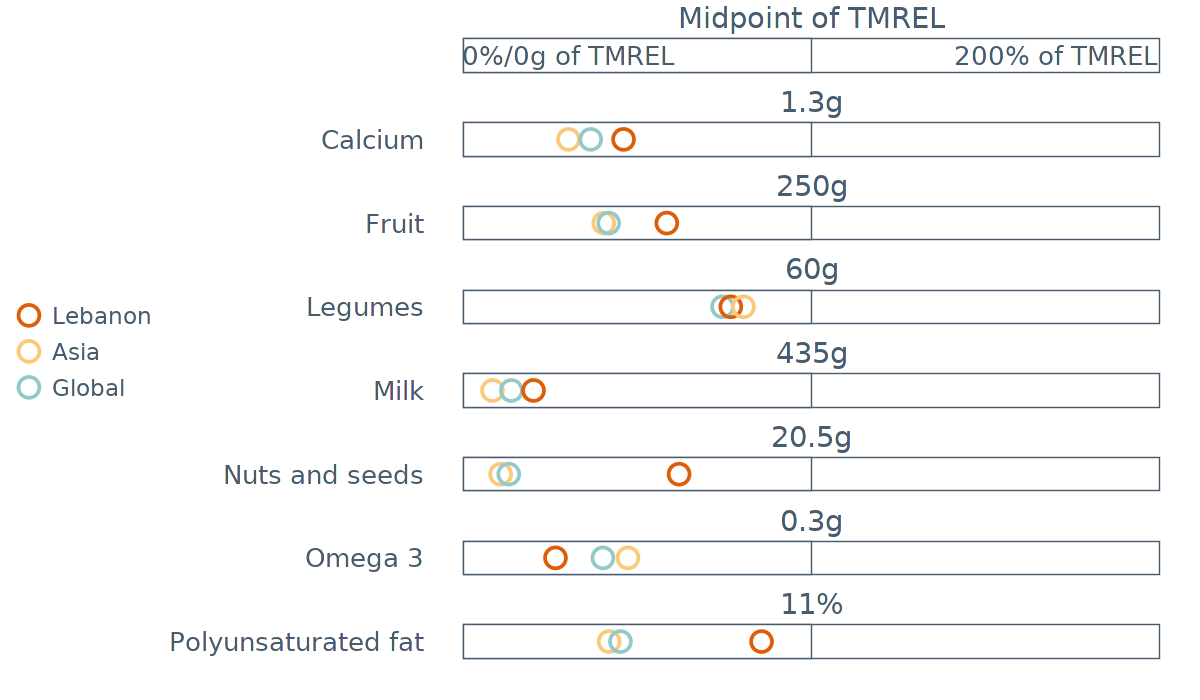 Midpoint of TMREL
0%/0g of TMREL 200% of TMREL
1.3g
Calcium
250g
Fruit
60g
Legumes
435g
Milk
20.5g
Nuts and seeds
0.3g
Omega 3
11%
Polyunsaturated fat
Lebanon
Asia
Global